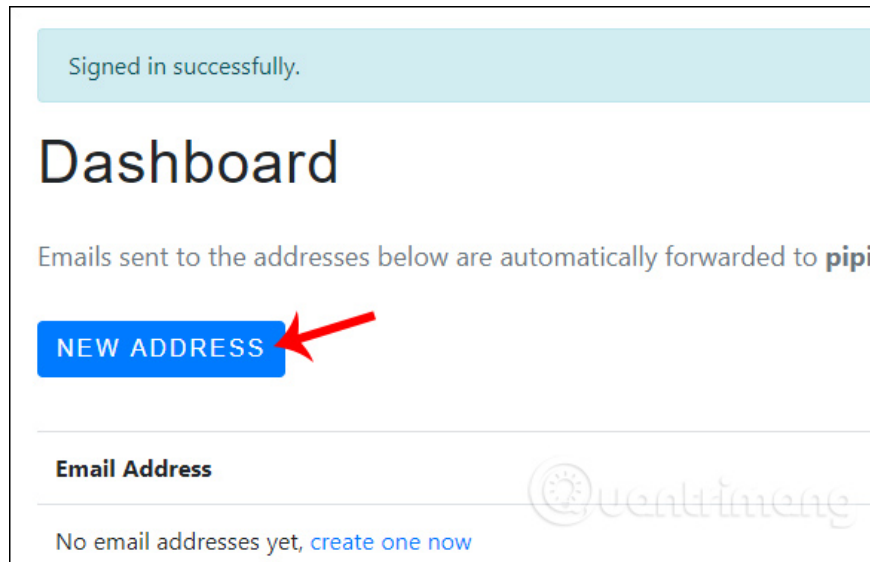 Signed in successfully.
Dashboard
Emails sent to the addresses below are automatically forwarded to pipi
NEW ADDRESS
Email Address
Quantrimang
No email addresses yet, create one now